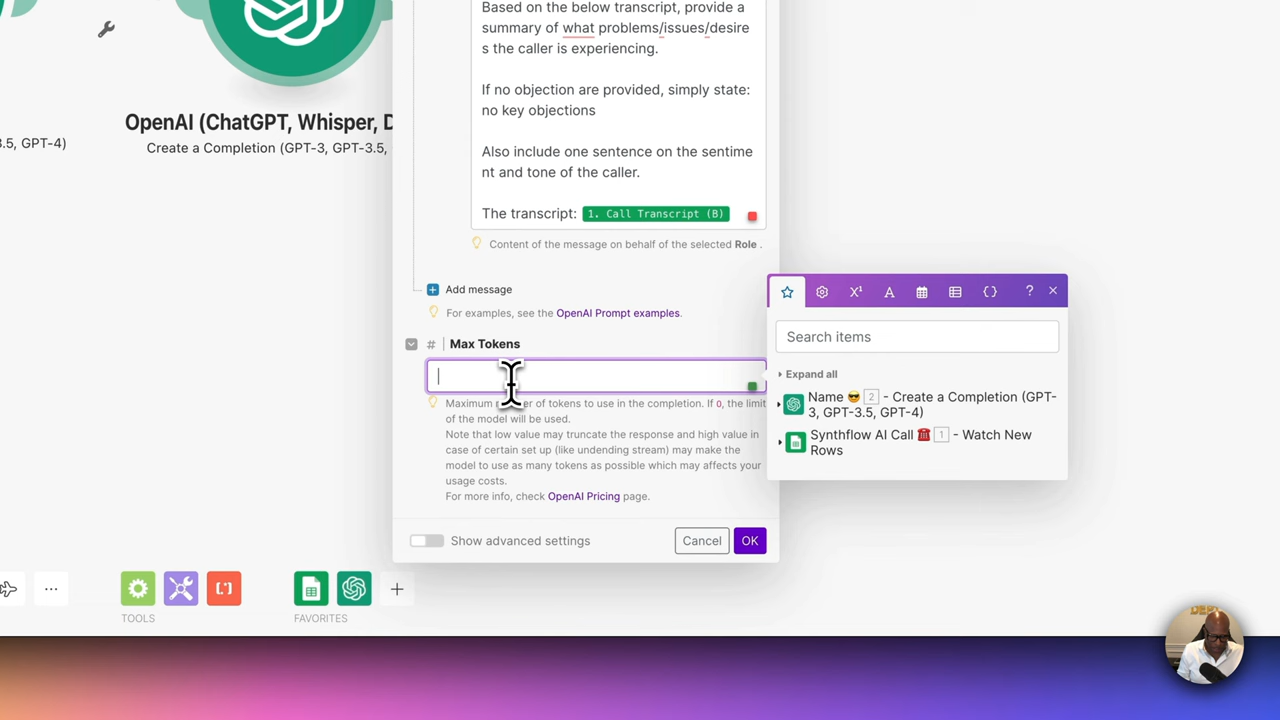 Based on the below transcript, provide a
summary of what problems/issues/desire
s the caller is experiencing.
If no objection are provided, simply state:
no key objections
Also include one sentence on the sentime
nt and tone of the caller.
The transcript: 1. Call Transcript (B)
Content of the message on behalf of the selected Role .
OpenAI (ChatGPT, Whisper, D
3.5, GPT-4)
Create a Completion (GPT-3, GPT-3.5,
Add message
For examples, see the OpenAI Prompt examples.
# Max Tokens
Maximum number of tokens to use in the completion. If 0, the limit
of the model will be used.
Note that low value may truncate the response and high value in
case of certain set up (like undending stream) may make the
model to use as many tokens as possible which may affects your
usage costs.
For more info, check OpenAI Pricing page.
Show advanced settings
Cancel
OK
X¹ A { } ? ×
Search items
Expand all
Name 😎 2 - Create a Completion (GPT-
3, GPT-3.5, GPT-4)
Synthflow AI Call ☎️ 1 - Watch New
Rows
TOOLS
FAVORITES